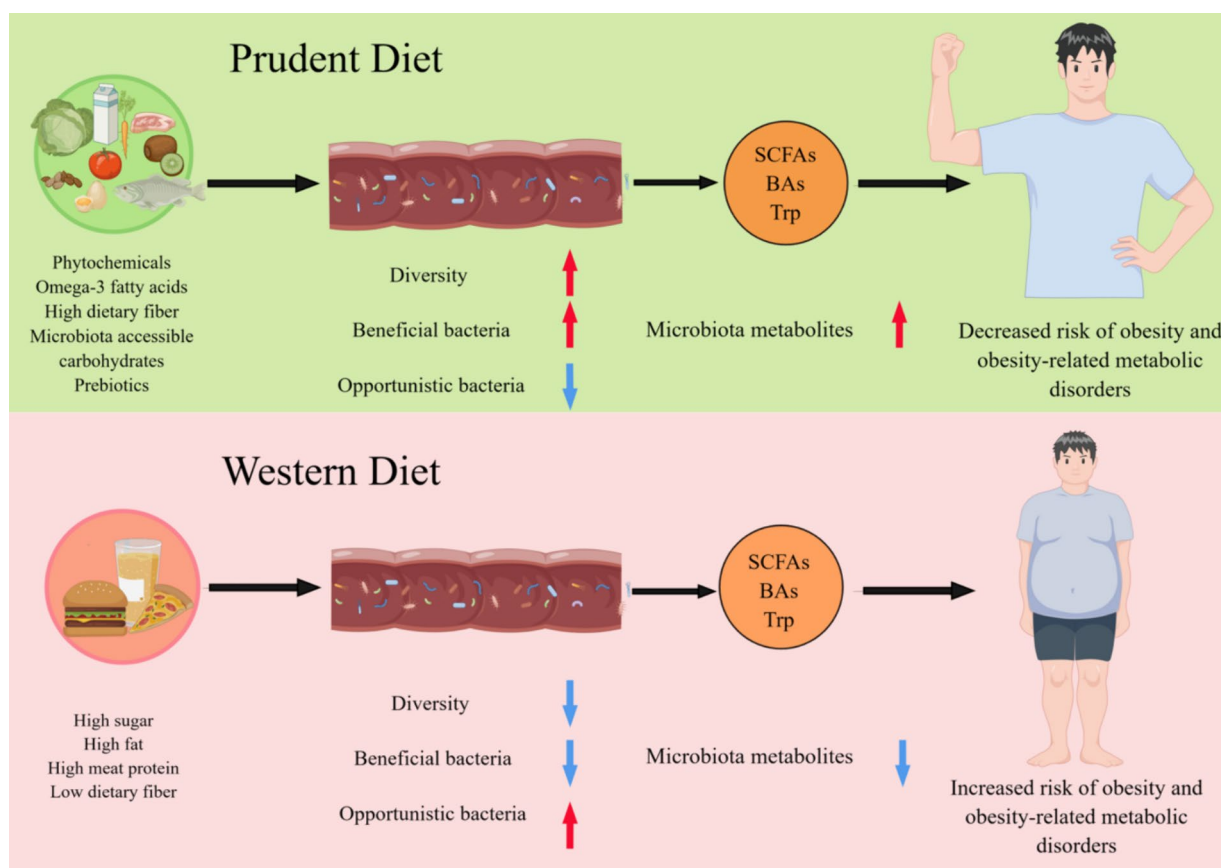 Prudent Diet
SCFAs
BAs
Trp
Phytochemicals
Omega-3 fatty acids
High dietary fiber
Microbiota accessible
carbohydrates
Prebiotics
Diversity
Beneficial bacteria
Opportunistic bacteria
Microbiota metabolites
Decreased risk of obesity and
obesity-related metabolic
disorders
Western Diet
SCFAs
BAs
Trp
High sugar
High fat
High meat protein
Low dietary fiber
Diversity
Beneficial bacteria
Opportunistic bacteria
Microbiota metabolites
Increased risk of obesity and
obesity-related metabolic
disorders